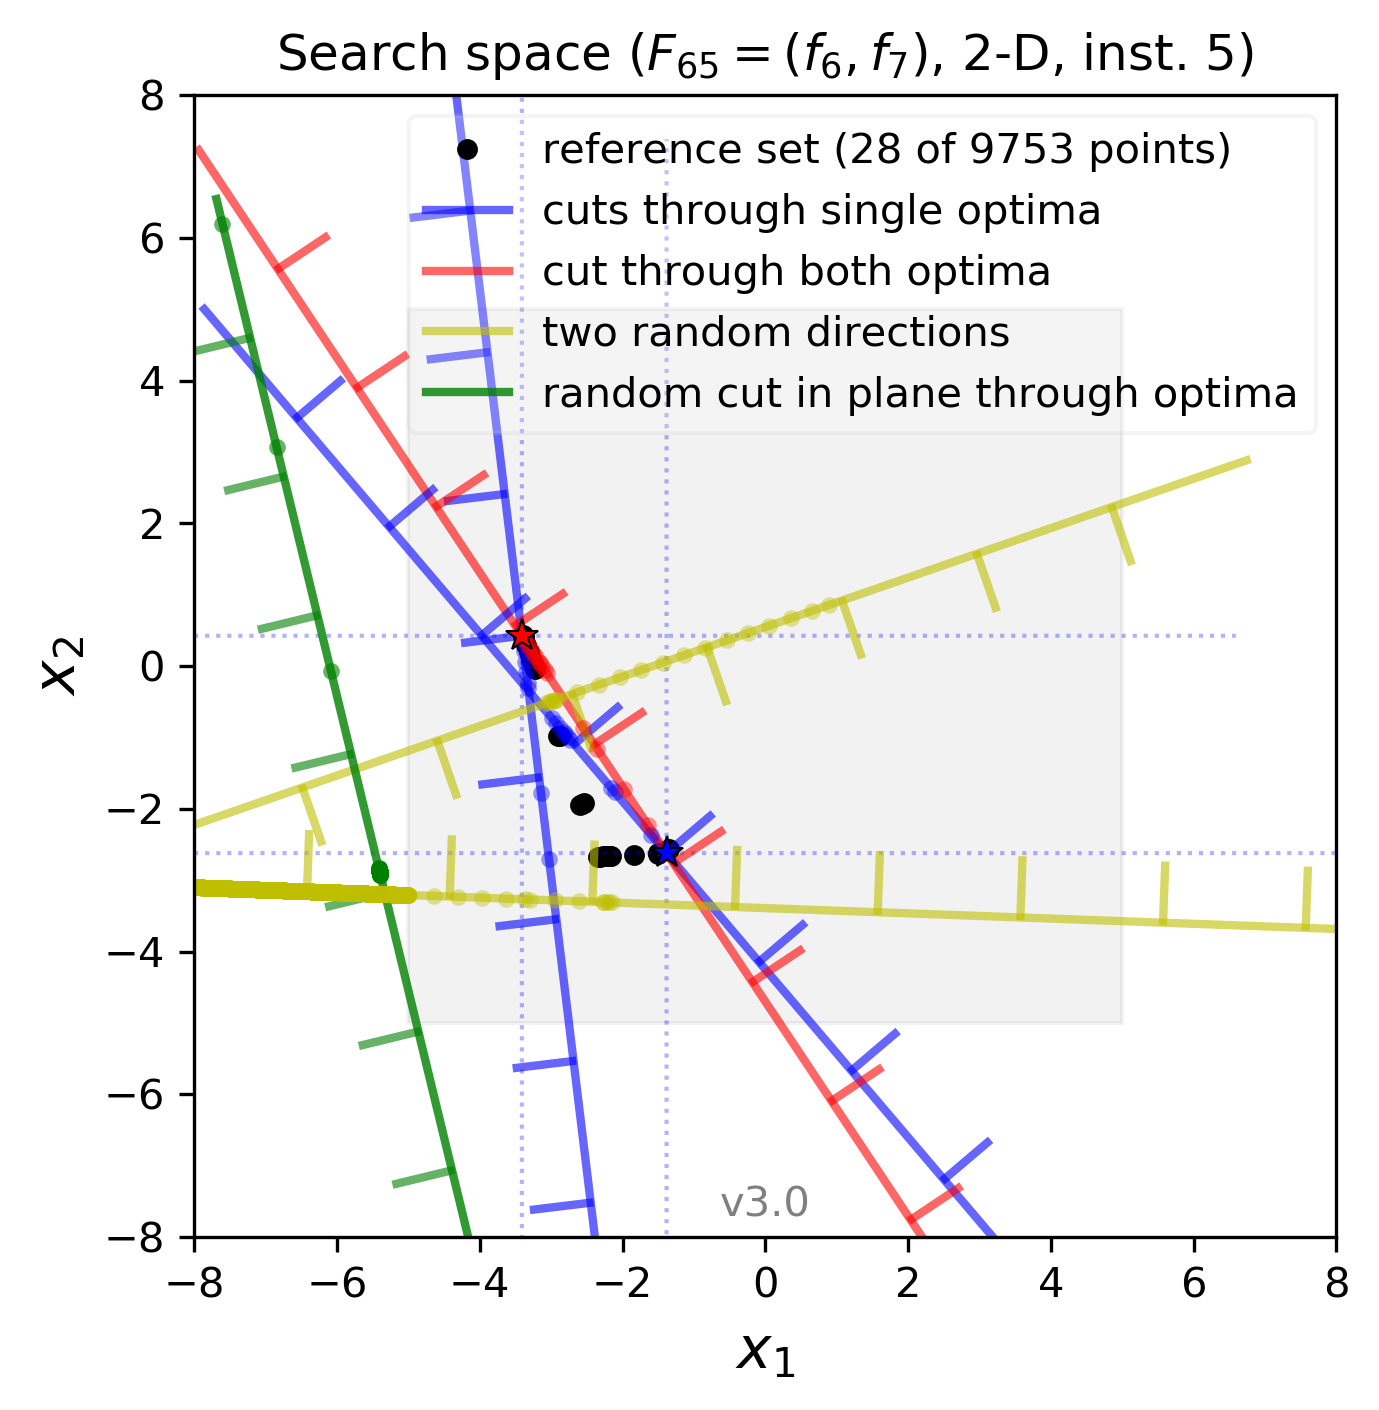 Search space (F₆₅ = (f₆, f₇), 2-D, inst. 5)
reference set (28 of 9753 points)
cuts through single optima
cut through both optima
two random directions
random cut in plane through optima
8
6
4
2
0
−2
−4
−6
−8
x₂
v3.0
−8 −6 −4 −2 0 2 4 6 8
x₁